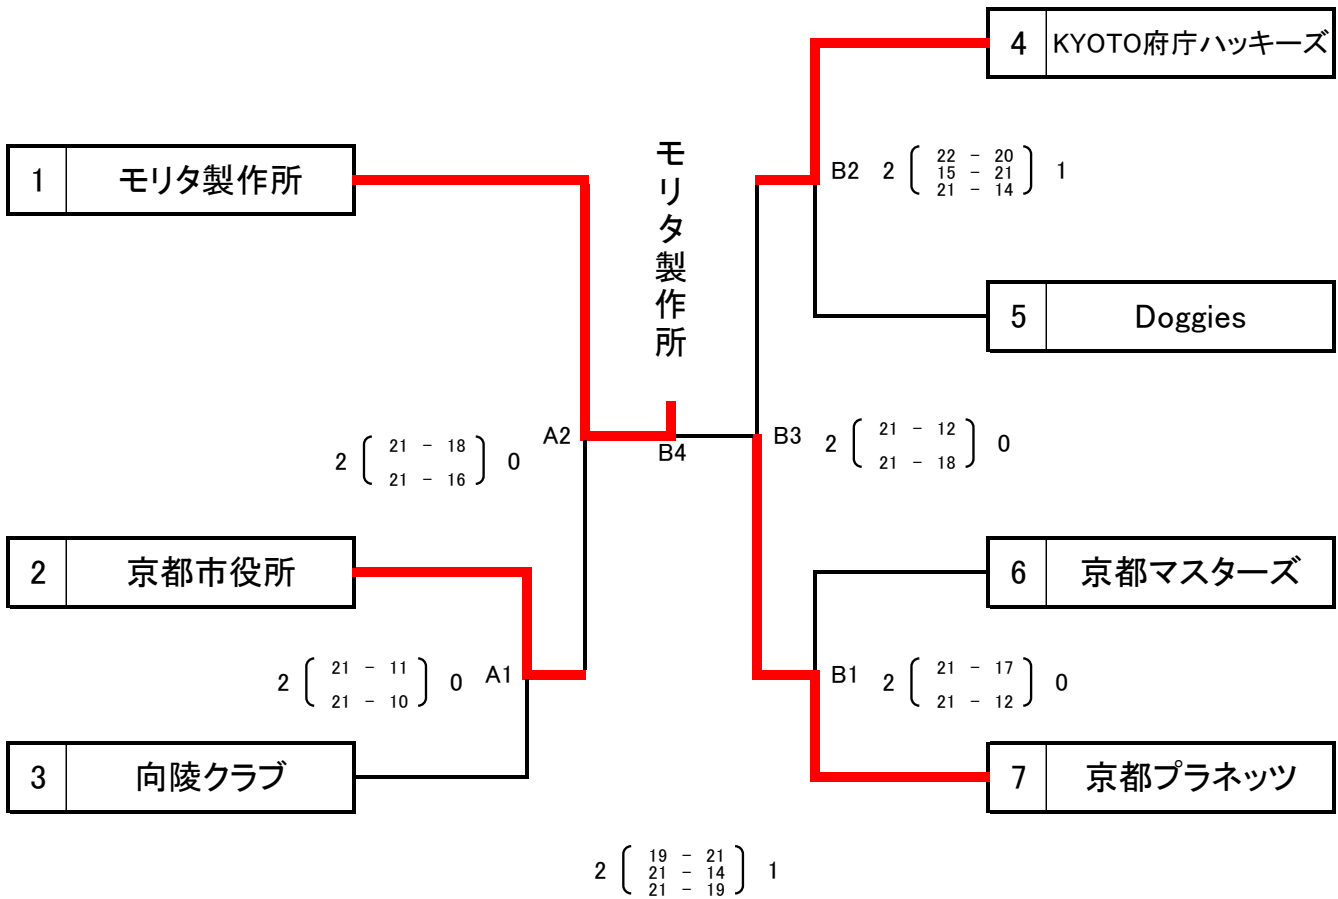 4 KYOTO府庁ハッキーズ
1 モリタ製作所
モリタ製作所
B2 2 22 - 20 1
15 - 21
21 - 14
5 Doggies
A2
2 21 - 18 0
21 - 16
B4
B3 2 21 - 12 0
21 - 18
2 京都市役所
6 京都マスターズ
2 21 - 11 0 A1
21 - 10
B1 2 21 - 17 0
21 - 12
3 向陵クラブ
7 京都プラネッツ
2 19 - 21 1
21 - 14
21 - 19